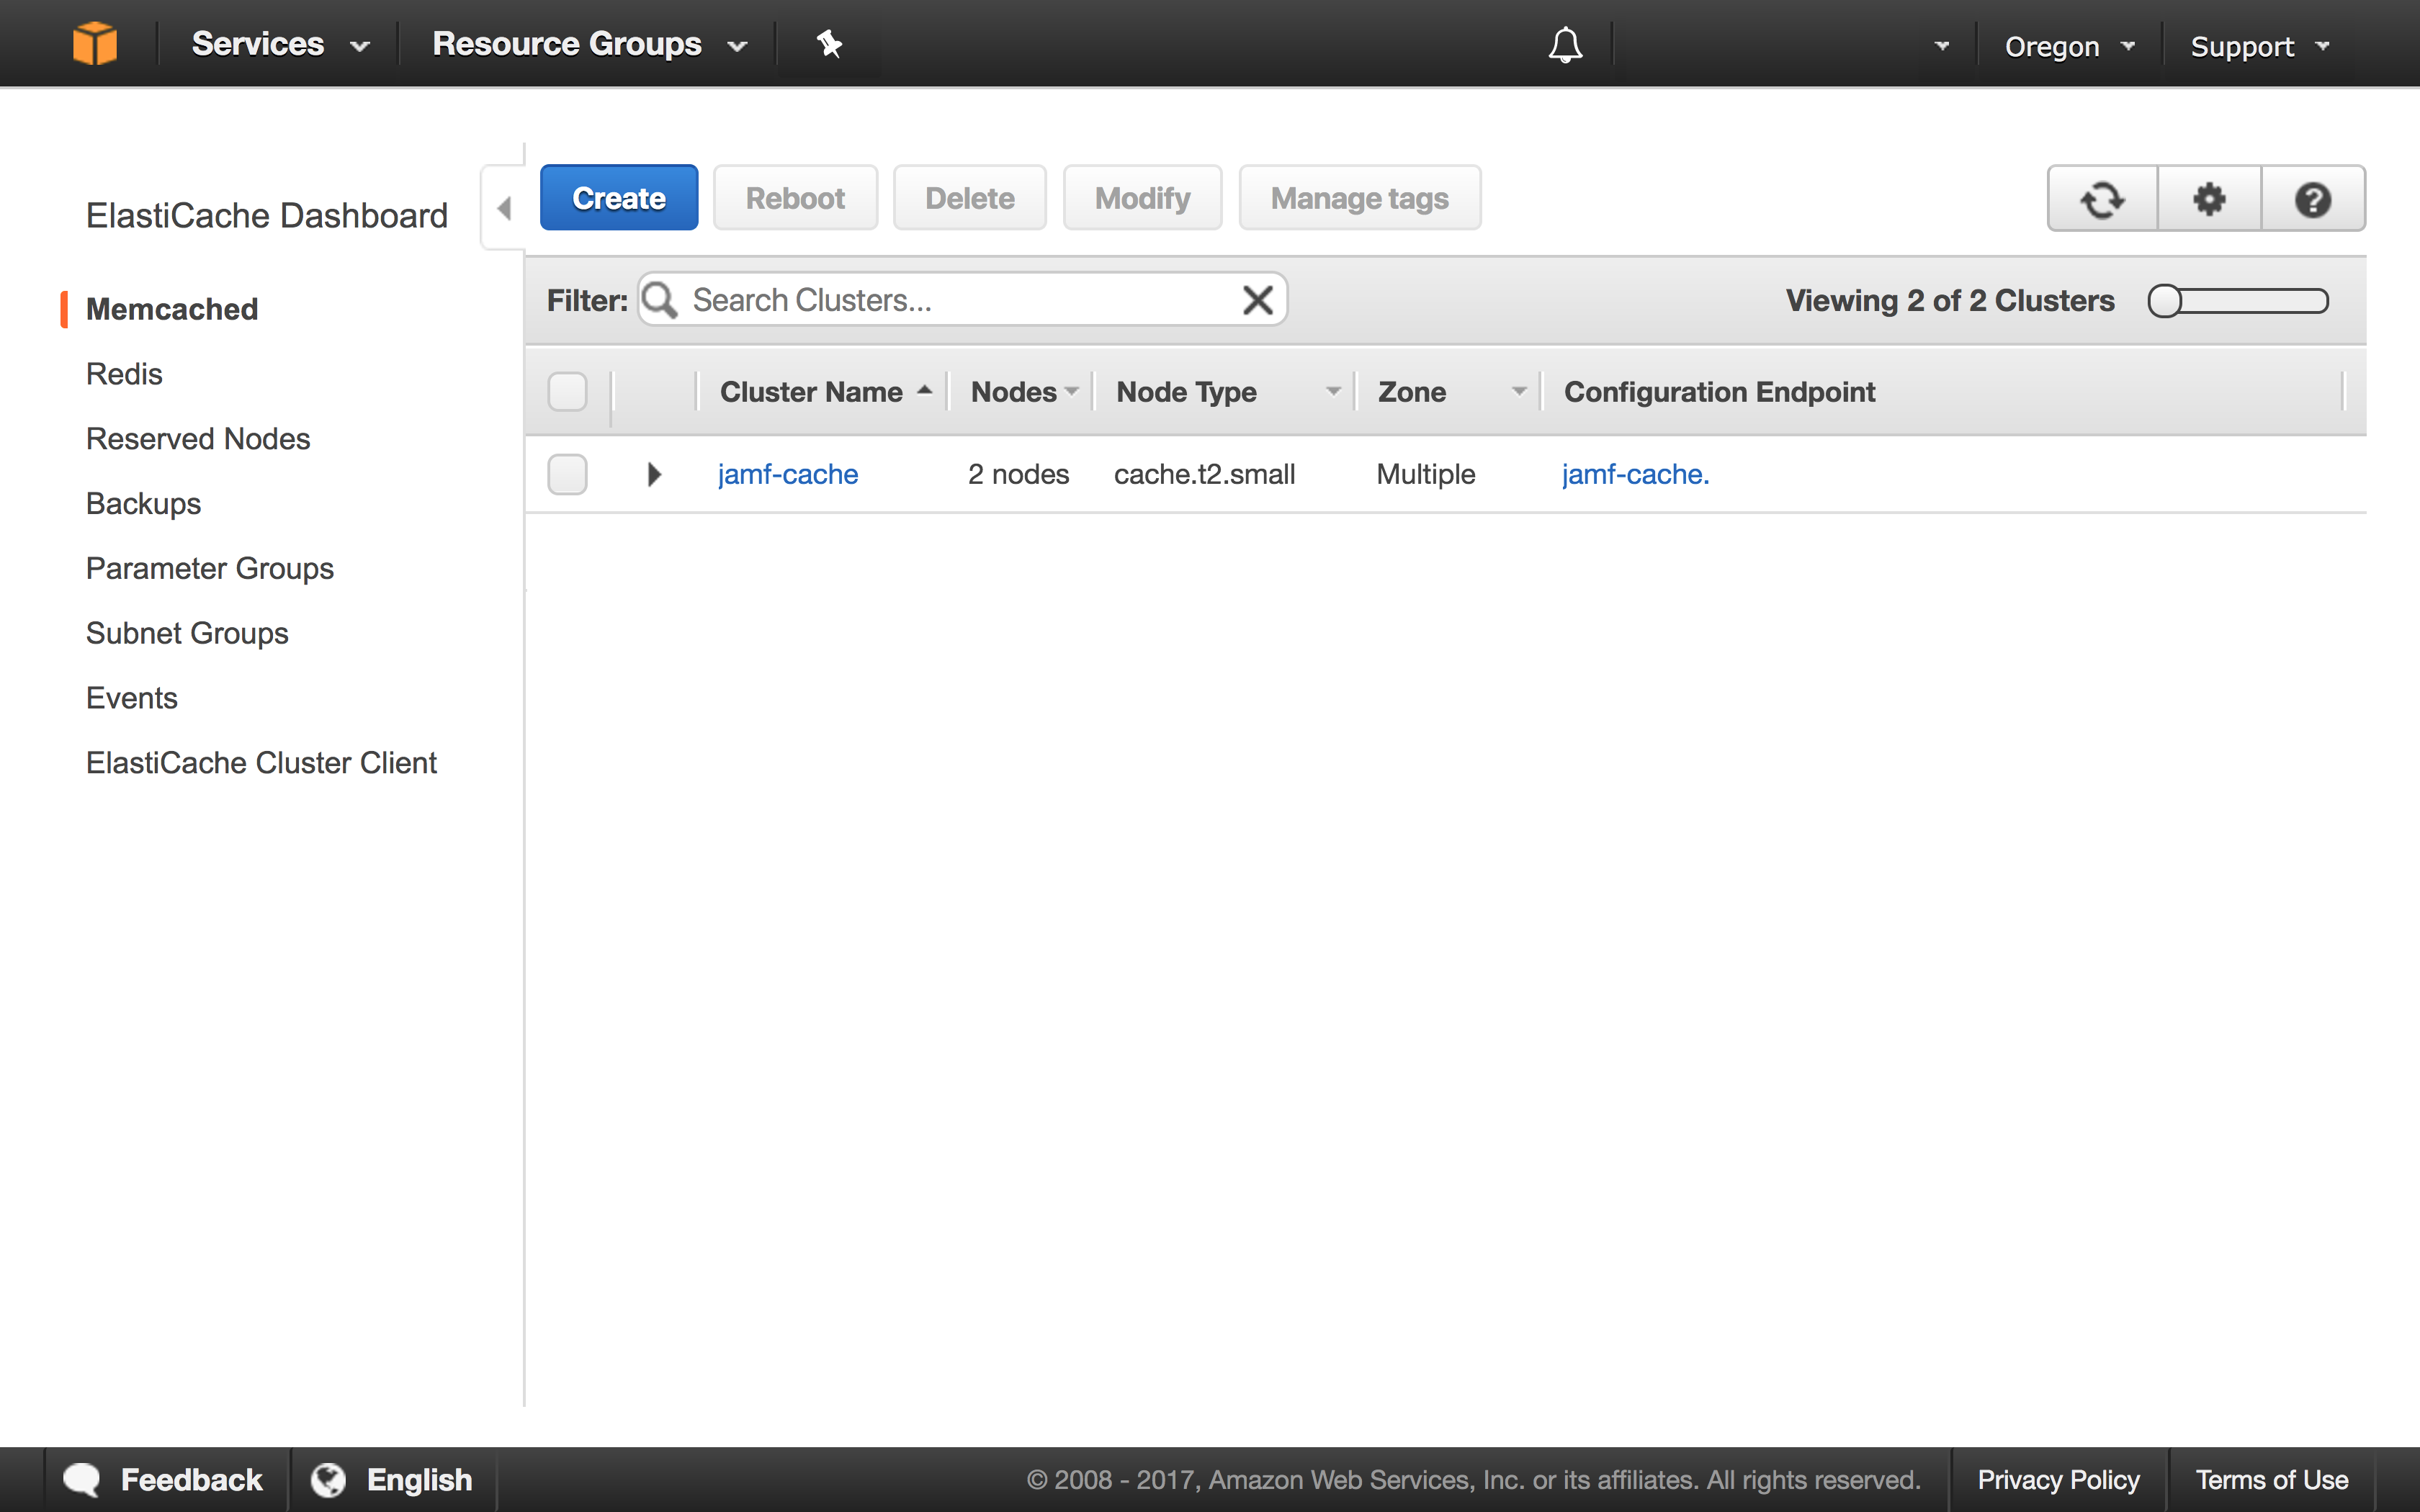 Services Resource Groups Oregon Support
ElastiCache Dashboard
Memcached
Redis
Reserved Nodes
Backups
Parameter Groups
Subnet Groups
Events
ElastiCache Cluster Client
Create Reboot Delete Modify Manage tags
Filter: Search Clusters... Viewing 2 of 2 Clusters
Cluster Name Nodes Node Type Zone Configuration Endpoint
jamf-cache 2 nodes cache.t2.small Multiple jamf-cache.
Feedback English © 2008 - 2017, Amazon Web Services, Inc. or its affiliates. All rights reserved. Privacy Policy Terms of Use